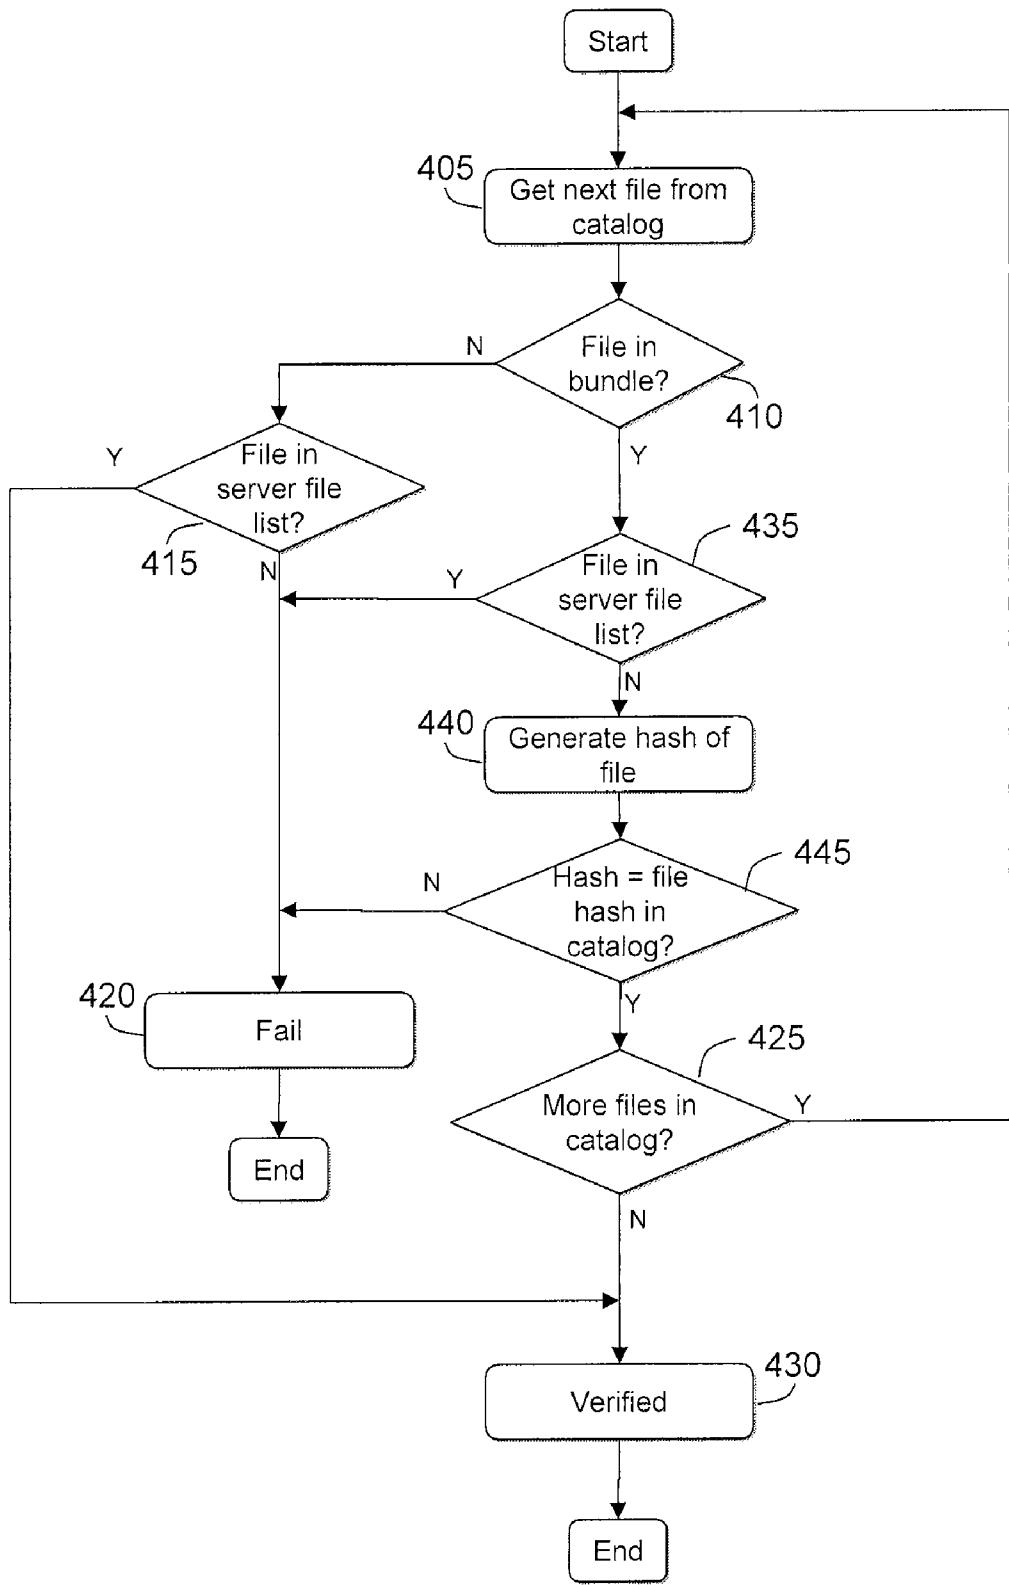 Start
405
Get next file from
catalog
N
File in
bundle?
410
Y
Y
File in
server file
list?
415
N
435
Y
File in
server file
list?
N
440
Generate hash of
file
445
N
Hash = file
hash in
catalog?
Y
420
Fail
425
More files in
catalog?
Y
End
N
430
Verified
End